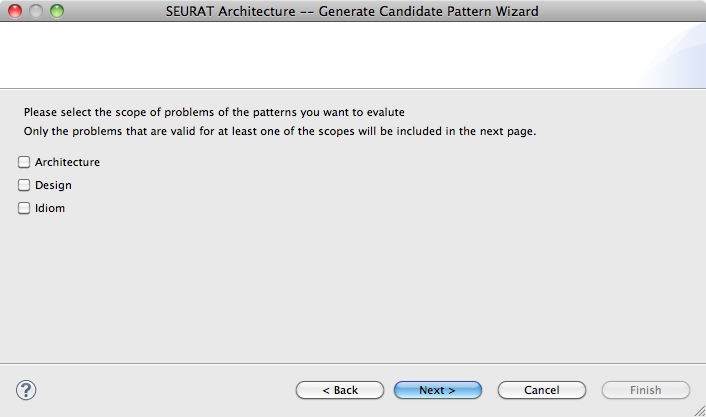 SEURAT Architecture -- Generate Candidate Pattern Wizard
Please select the scope of problems of the patterns you want to evalute
Only the problems that are valid for at least one of the scopes will be included in the next page.
Architecture
Design
Idiom
? < Back Next > Cancel Finish